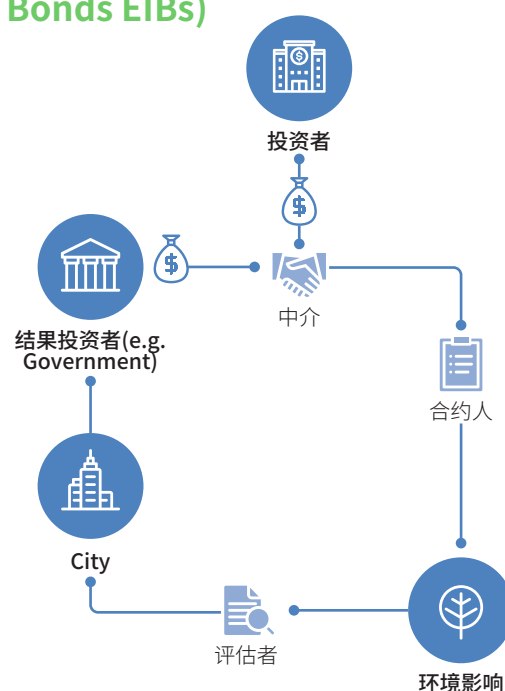 Bonds EIBs)
投资者
中介
结果投资者(e.g.
Government)
合约人
City
评估者
环境影响